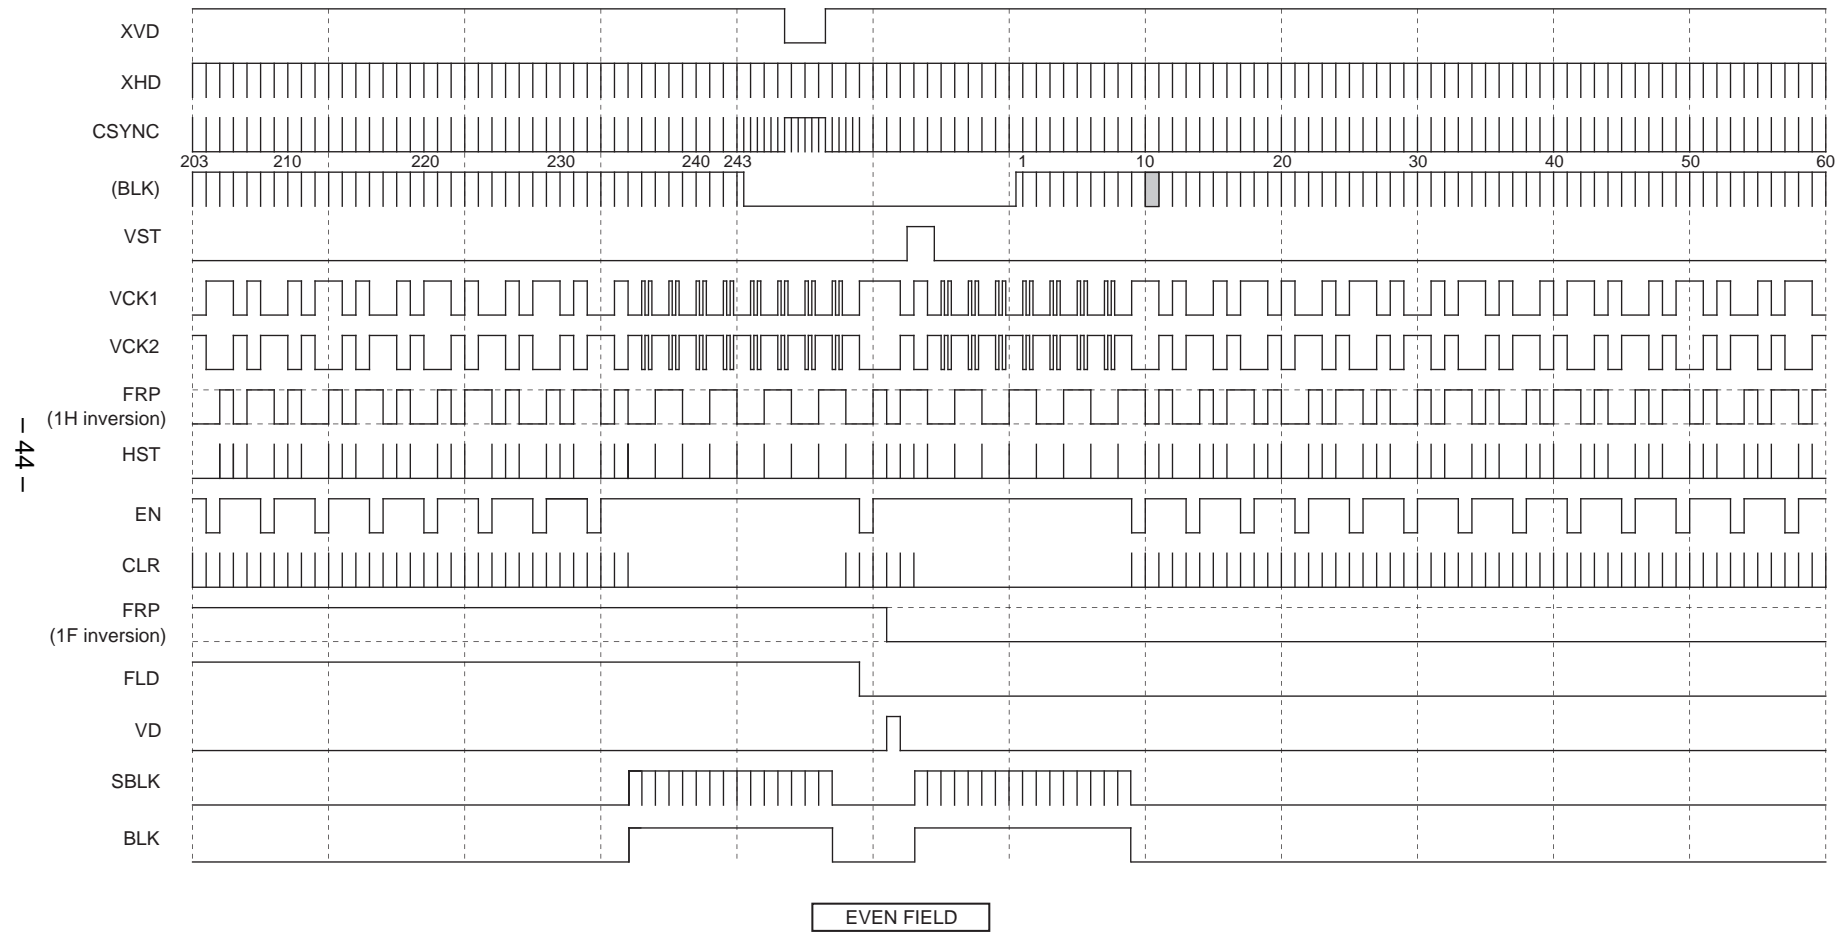 XVD
XHD
CSYNC
203 210 220 230 240 243 1 10 20 30 40 50 60
(BLK)
VST
VCK1
VCK2
FRP
(1H inversion)
– 44 –
HST
EN
CLR
FRP
(1F inversion)
FLD
VD
SBLK
BLK
EVEN FIELD